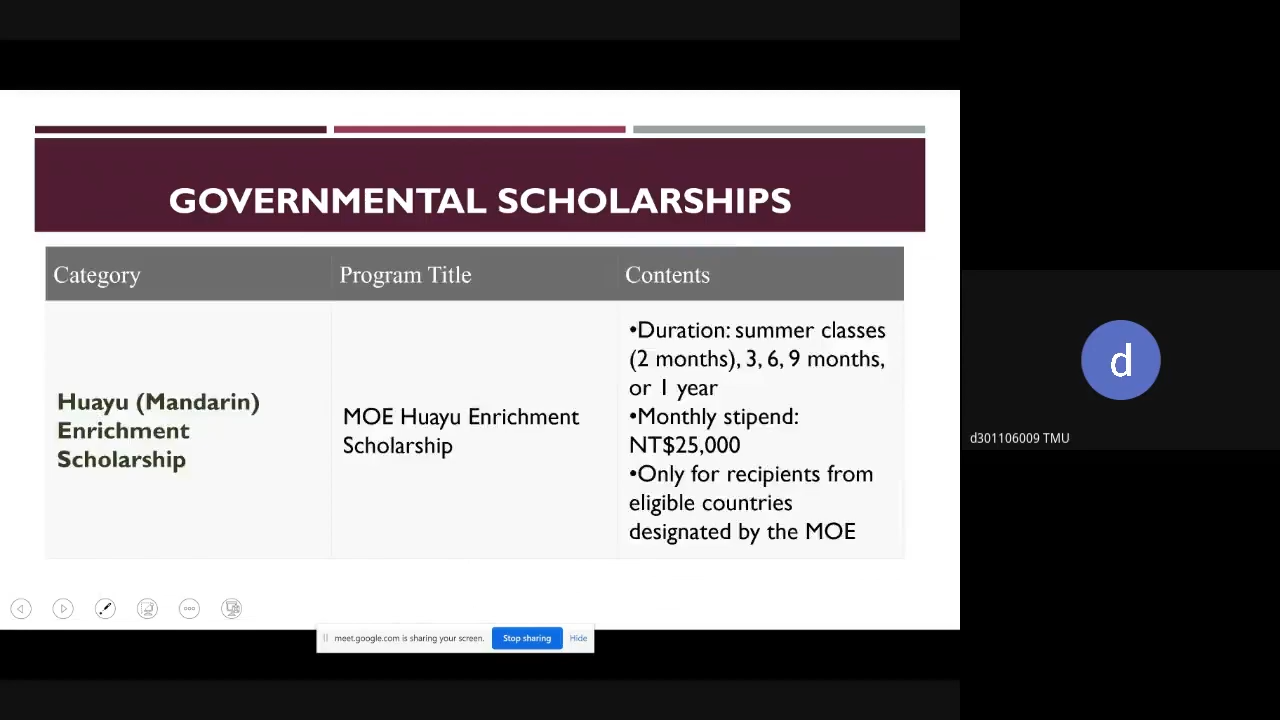 GOVERNMENTAL SCHOLARSHIPS
Category
Program Title
Contents
Huayu (Mandarin)
Enrichment
Scholarship
MOE Huayu Enrichment
Scholarship
•Duration: summer classes
(2 months), 3, 6, 9 months,
or 1 year
•Monthly stipend:
NT$25,000
•Only for recipients from
eligible countries
designated by the MOE
d
d301106009 TMU
meet.google.com is sharing your screen.
Stop sharing
Hide